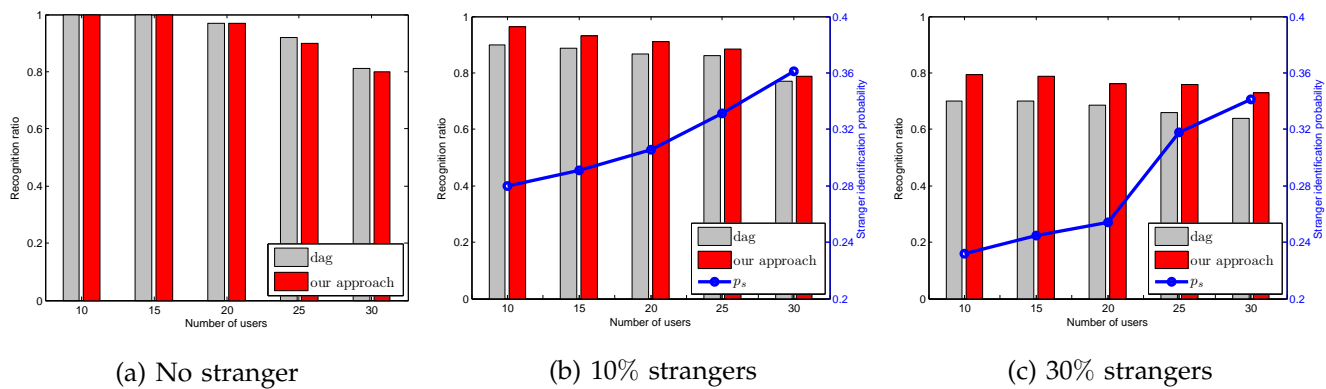 1
0.8
0.6
0.4
0.2
0
Recognition ratio
10 15 20 25 30
Number of users
dag
our approach
(a) No stranger
1
0.8
0.6
0.4
0.2
0
Recognition ratio
10 15 20 25 30
Number of users
0.4
0.36
0.32
0.28
0.24
0.2
Stranger identification probability
dag
our approach
p_s
(b) 10% strangers
1
0.8
0.6
0.4
0.2
0
Recognition ratio
10 15 20 25 30
Number of users
0.4
0.36
0.32
0.28
0.24
0.2
Stranger identification probability
dag
our approach
p_s
(c) 30% strangers